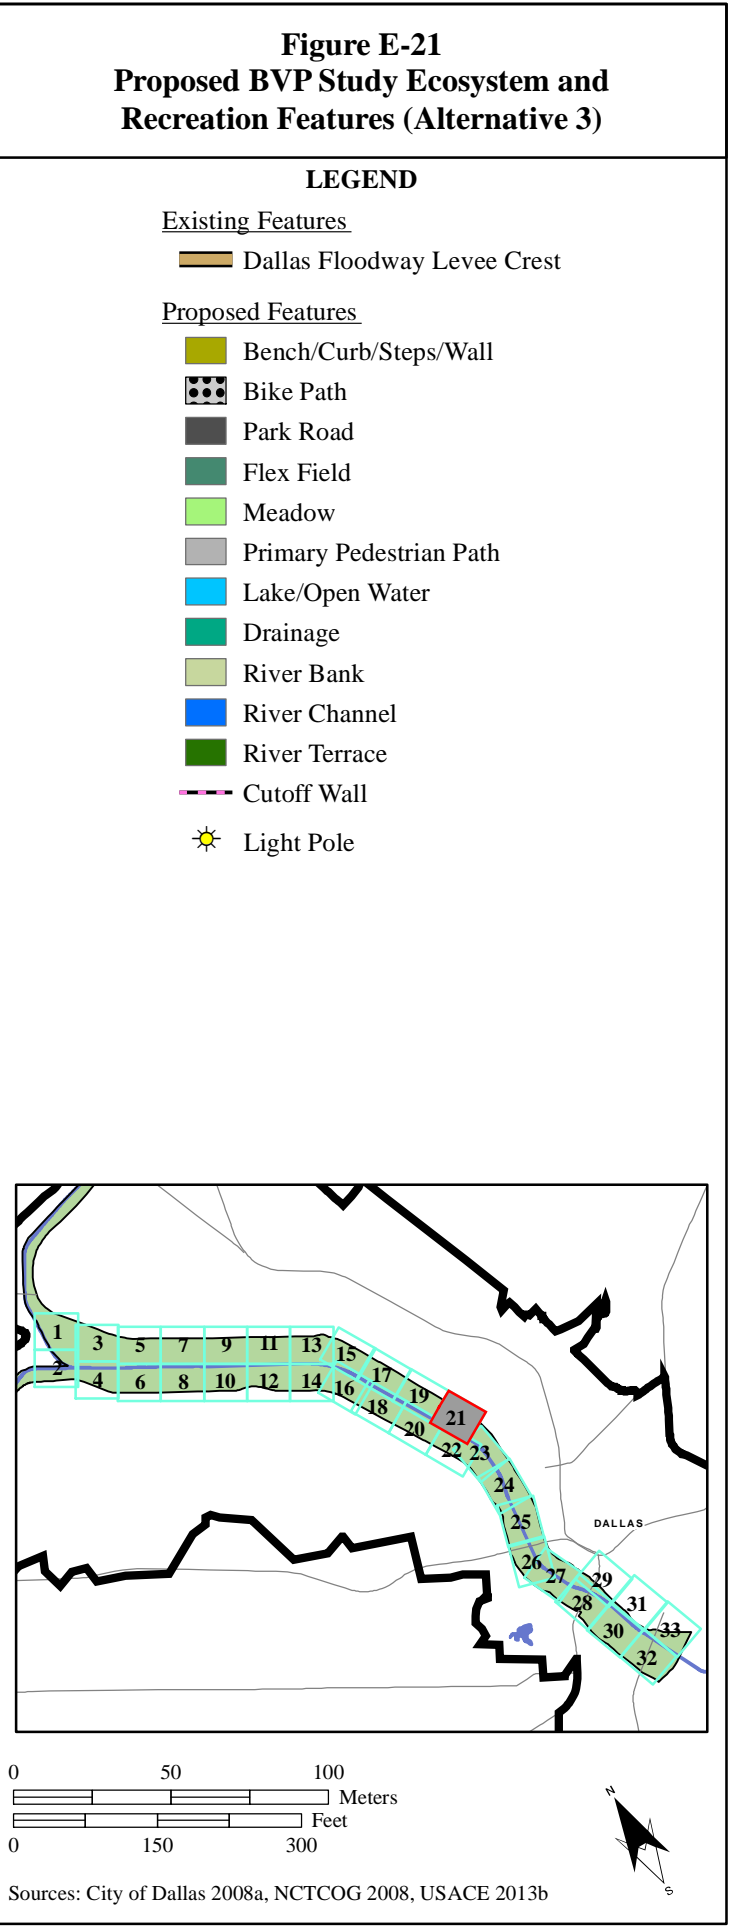 Figure E-21
Proposed BVP Study Ecosystem and
Recreation Features (Alternative 3)
LEGEND
Existing Features
Dallas Floodway Levee Crest
Proposed Features
Bench/Curb/Steps/Wall
Bike Path
Park Road
Flex Field
Meadow
Primary Pedestrian Path
Lake/Open Water
Drainage
River Bank
River Channel
River Terrace
Cutoff Wall
Light Pole
1
2
3
4
5
6
7
8
9
10
11
12
13
14
15
16
17
18
19
20
21
22
23
24
25
26
27
28
29
30
31
32
33
DALLAS
0 50 100
Meters
Feet
0 150 300
N
S
Sources: City of Dallas 2008a, NCTCOG 2008, USACE 2013b